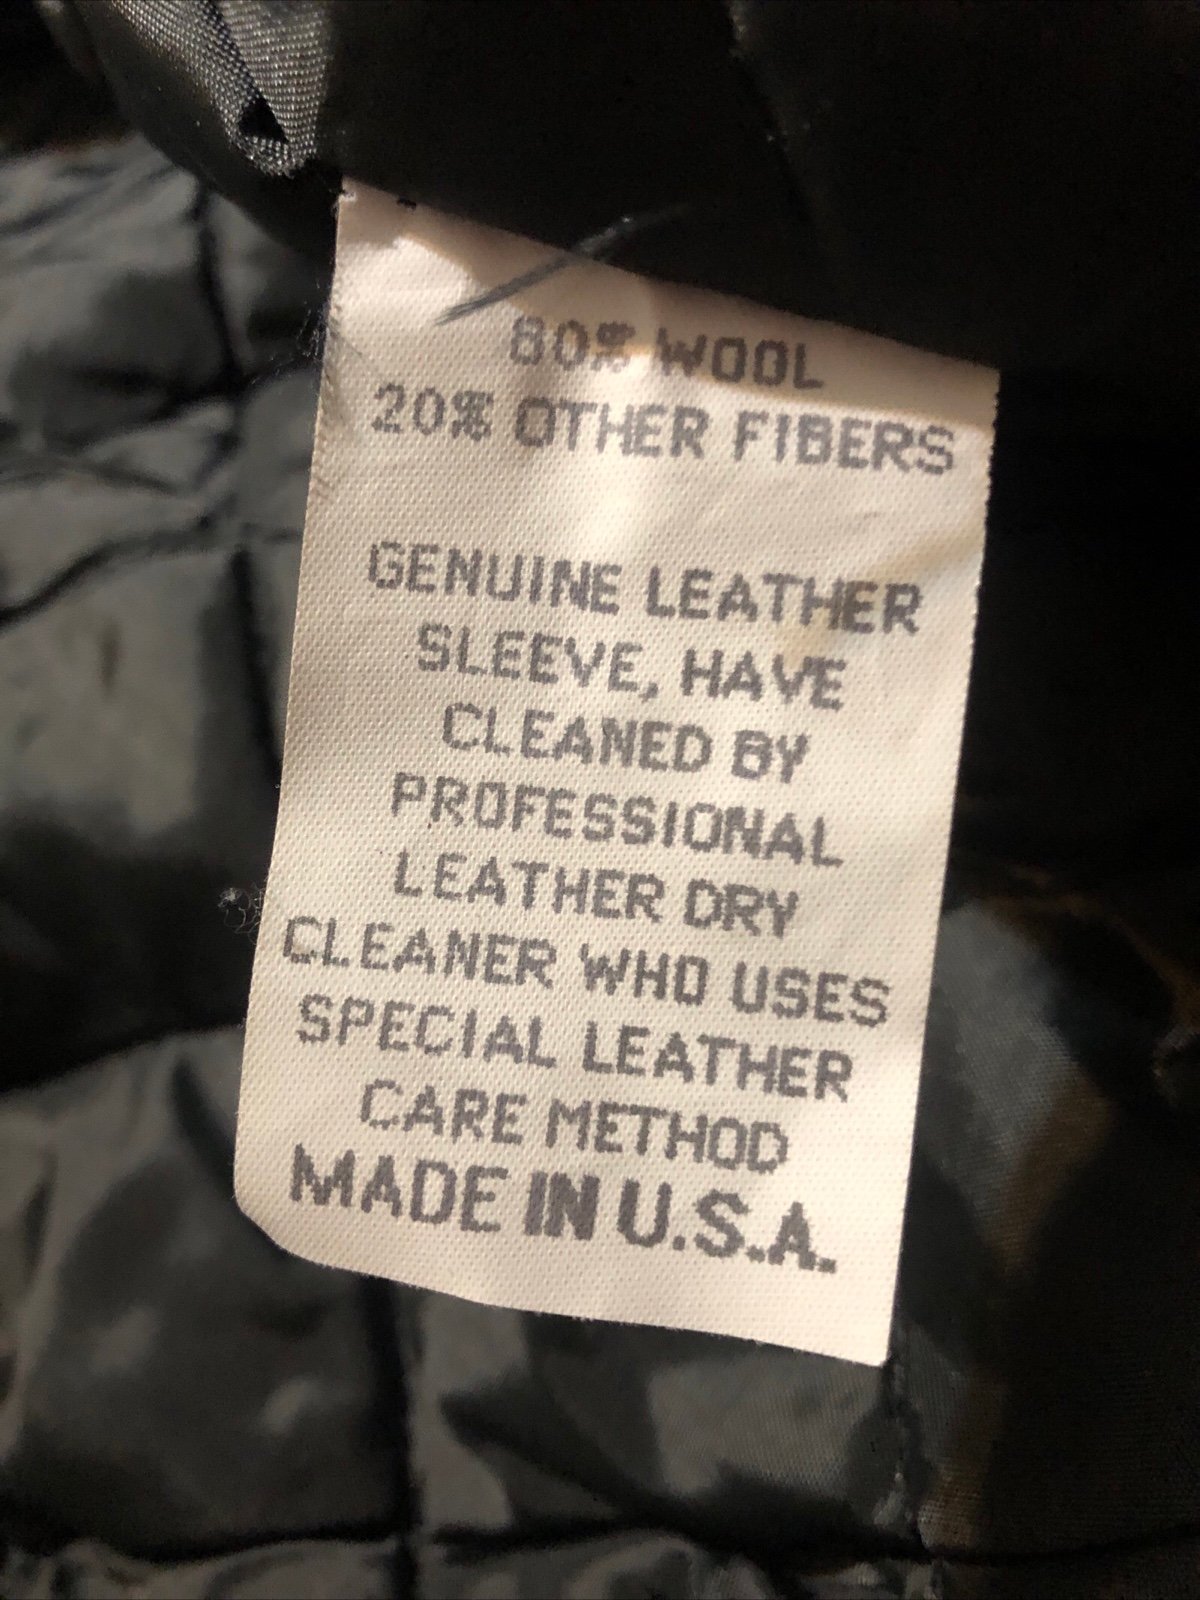 80% WOOL
20% OTHER FIBERS
GENUINE LEATHER
SLEEVE, HAVE
CLEANED BY
PROFESSIONAL
LEATHER DRY
CLEANER WHO USES
SPECIAL LEATHER
CARE METHOD
MADE IN U.S.A.